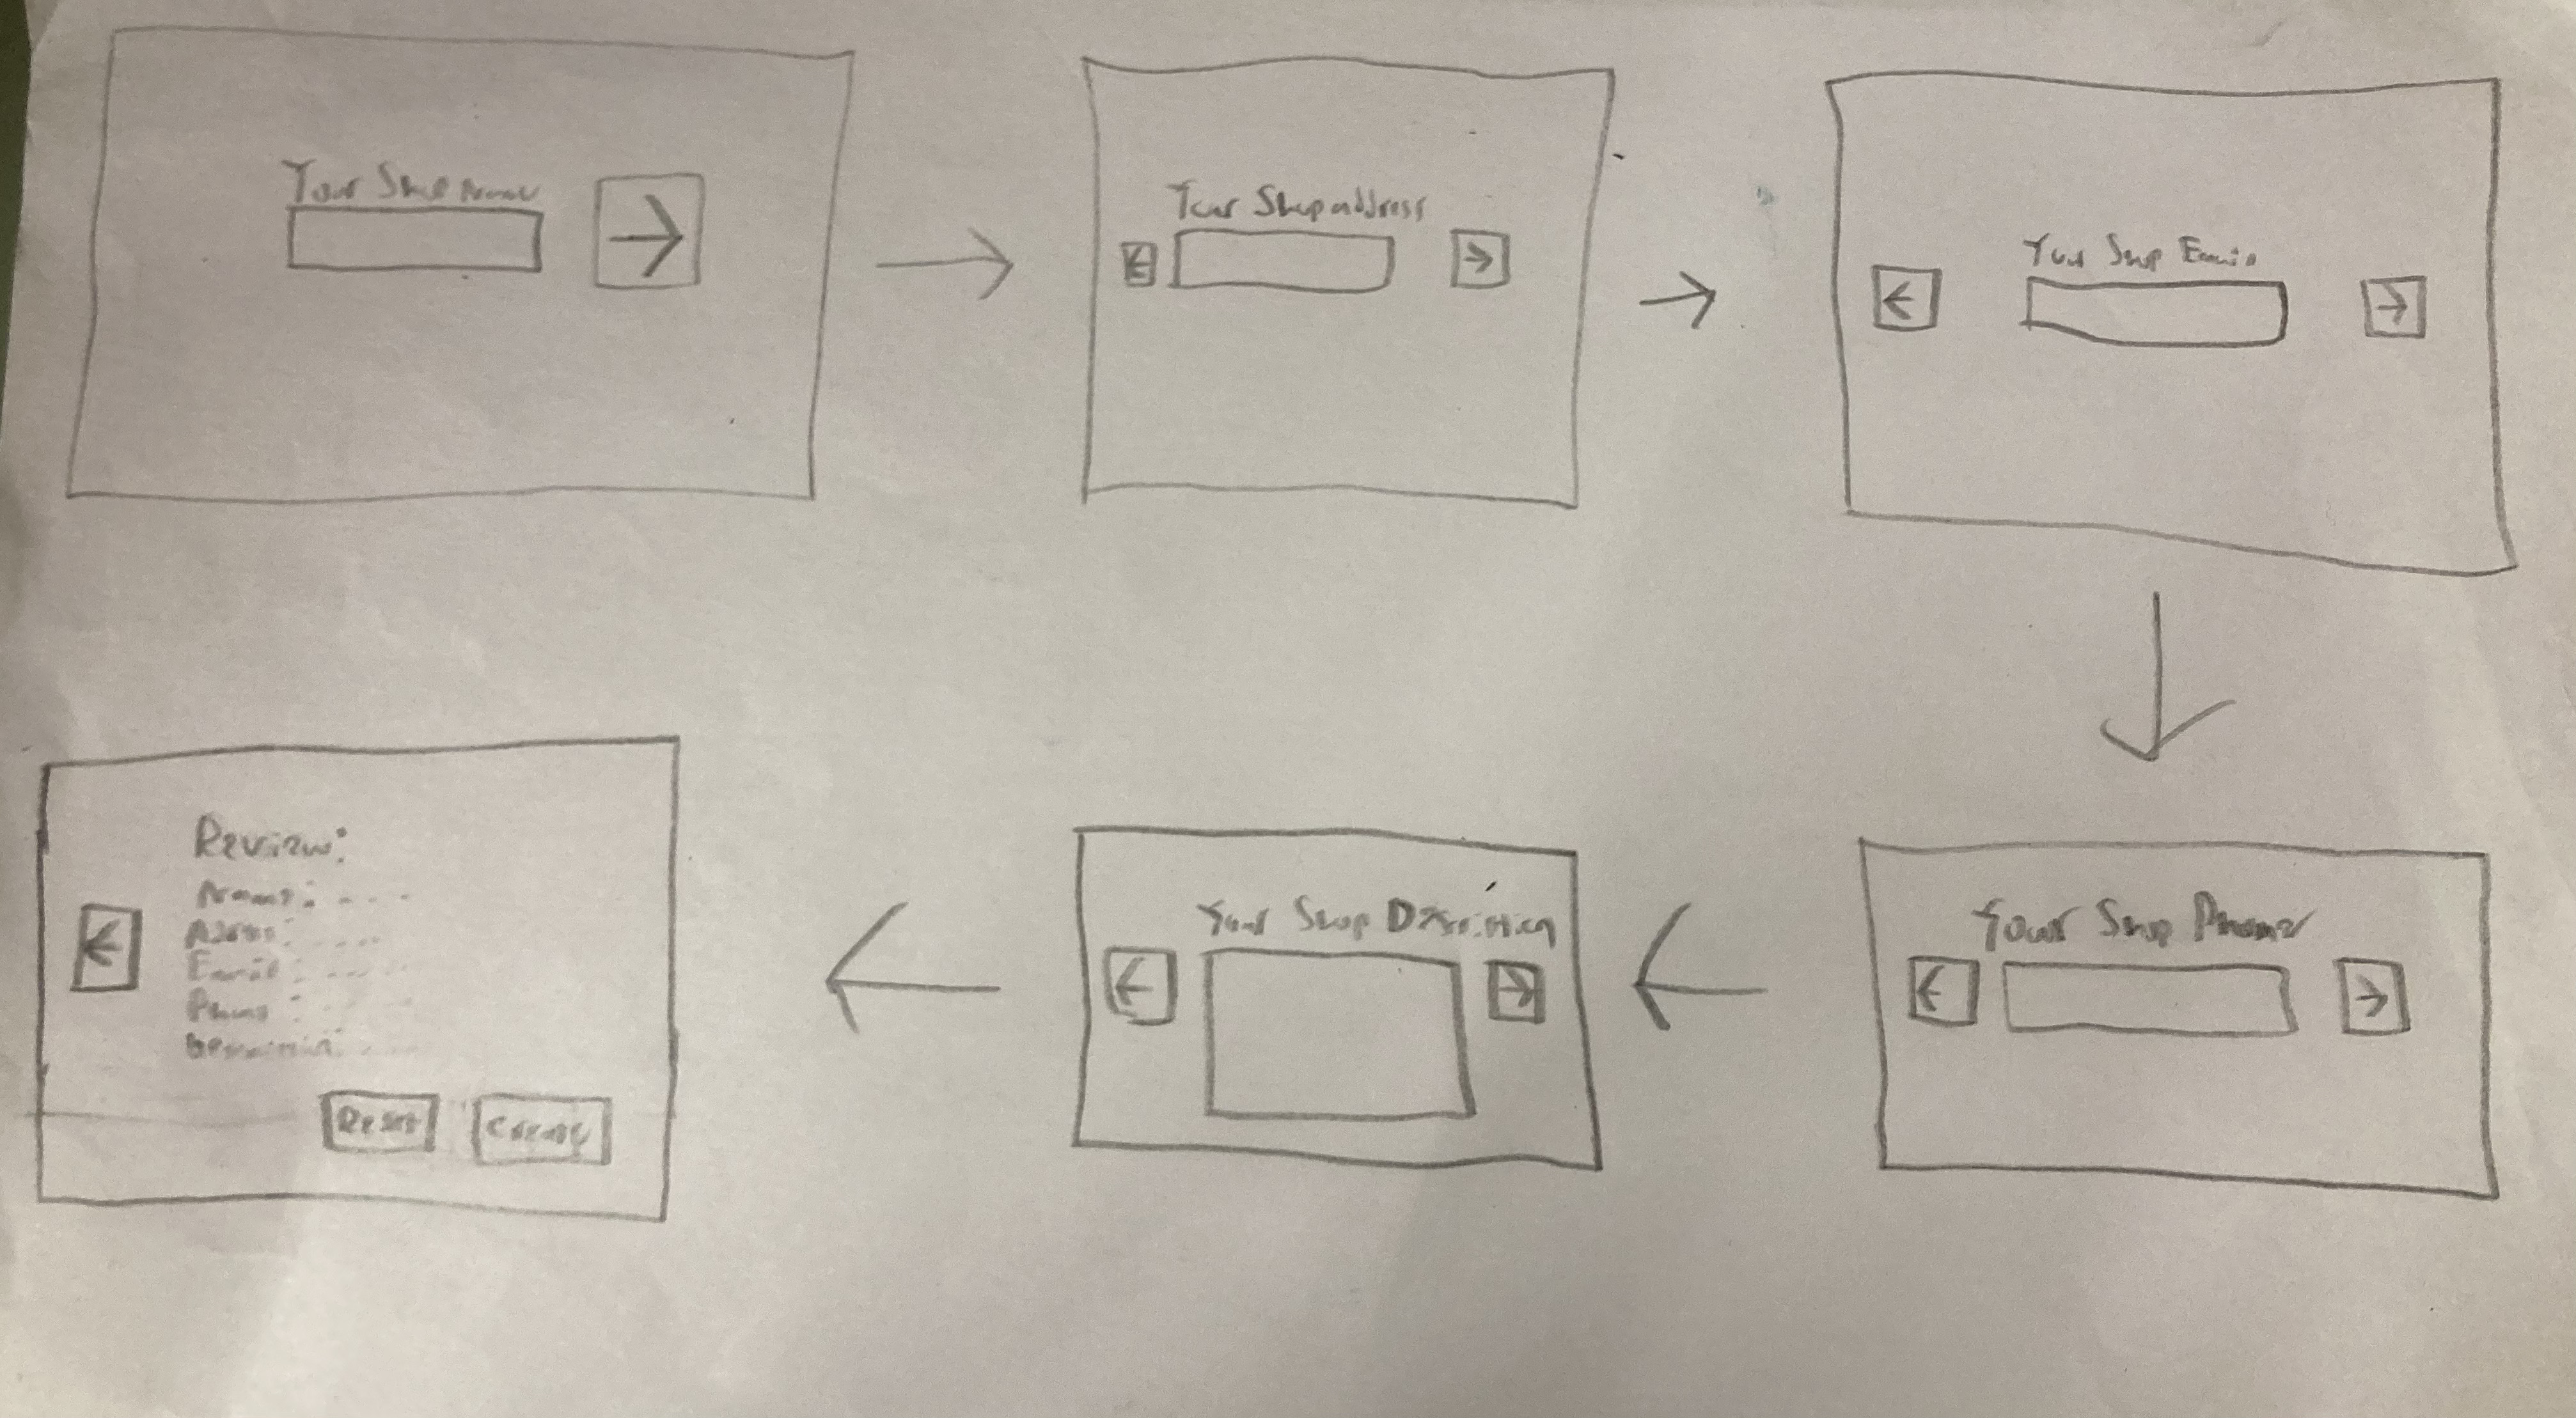 Your Shop name
Your Shop address
Your Shop Email
Review:
Name: ....
Address: ....
Email: ....
Phone :
Description: ....
Reset
Create
Your Shop Description
Your Shop Phone